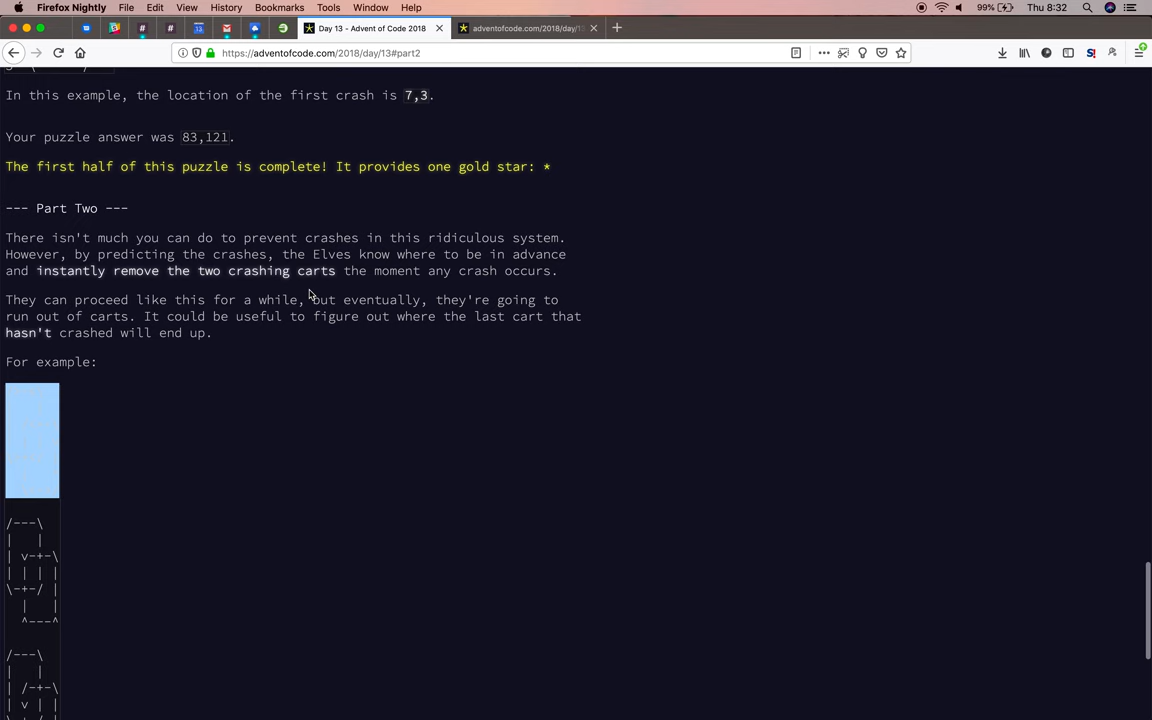 Firefox Nightly File Edit View History Bookmarks Tools Window Help 99% Thu 8:32
Day 13 - Advent of Code 2018 adventofcode.com/2018/day/13
https://adventofcode.com/2018/day/13#part2
In this example, the location of the first crash is 7,3.
Your puzzle answer was 83,121.
The first half of this puzzle is complete! It provides one gold star: *
--- Part Two ---
There isn't much you can do to prevent crashes in this ridiculous system.
However, by predicting the crashes, the Elves know where to be in advance
and instantly remove the two crashing carts the moment any crash occurs.
They can proceed like this for a while, but eventually, they're going to
run out of carts. It could be useful to figure out where the last cart that
hasn't crashed will end up.
For example:
/---\
|   |
| v-+-\
| | | |
\-+-/ |
  |   |
  ^---^
/---\
|   |
| /-+-\
| v | |